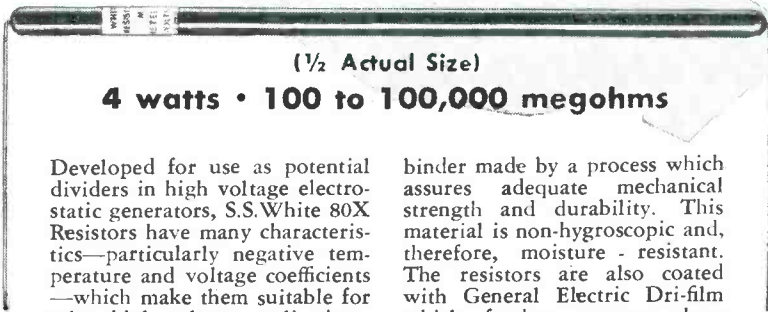 (½ Actual Size)
4 watts • 100 to 100,000 megohms
Developed for use as potential
dividers in high voltage electro-
static generators, S.S.White 80X
Resistors have many characteris-
tics—particularly negative tem-
perature and voltage coefficients
—which make them suitable for
binder made by a process which
assures adequate mechanical
strength and durability. This
material is non-hygroscopic and,
therefore, moisture - resistant.
The resistors are also coated
with General Electric Dri-film